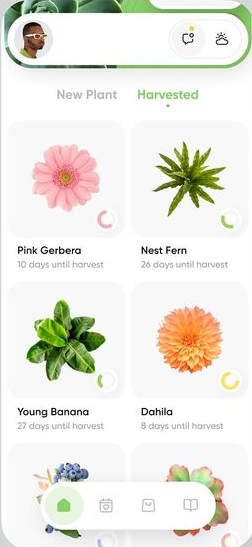 New Plant Harvested
Pink Gerbera
10 days until harvest
Nest Fern
26 days until harvest
Young Banana
27 days until harvest
Dahila
8 days until harvest